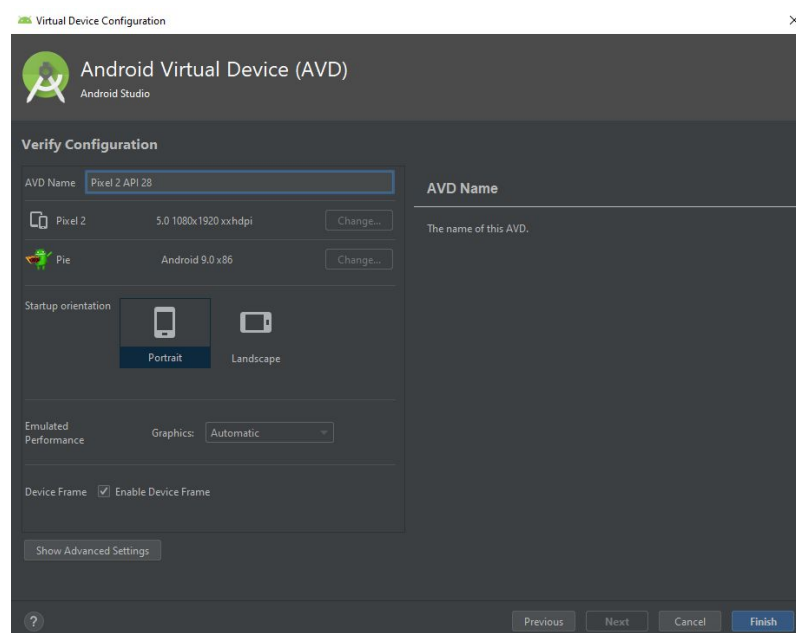 Virtual Device Configuration
Android Virtual Device (AVD)
Android Studio
Verify Configuration
AVD Name Pixel 2 API 28
Pixel 2 5.0 1080x1920 xxhdpi Change...
Pie Android 9.0 x86 Change...
Startup orientation
Portrait Landscape
Emulated
Performance
Graphics: Automatic
Device Frame Enable Device Frame
Show Advanced Settings
AVD Name
The name of this AVD.
? Previous Next Cancel Finish